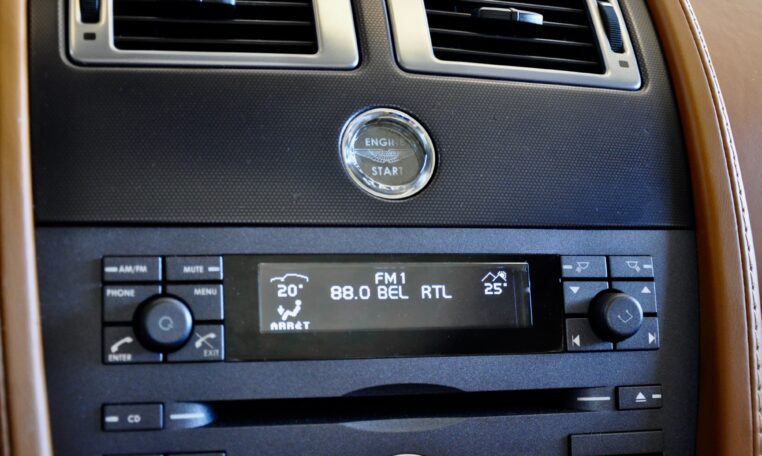 ENGINE
START
AM/FM
MUTE
PHONE
MENU
ENTER
EXIT
FM1
20° 88.0 BEL RTL 25°
ARRÊT
CD